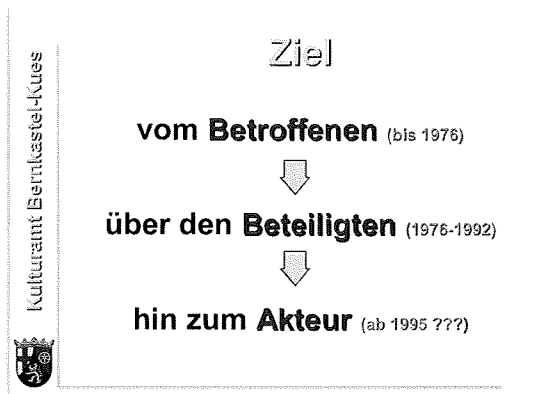 Ziel
vom Betroffenen (bis 1976)
über den Beteiligten (1976-1992)
hin zum Akteur (ab 1995 ???)
Kulturamt Bernkastel-Kues